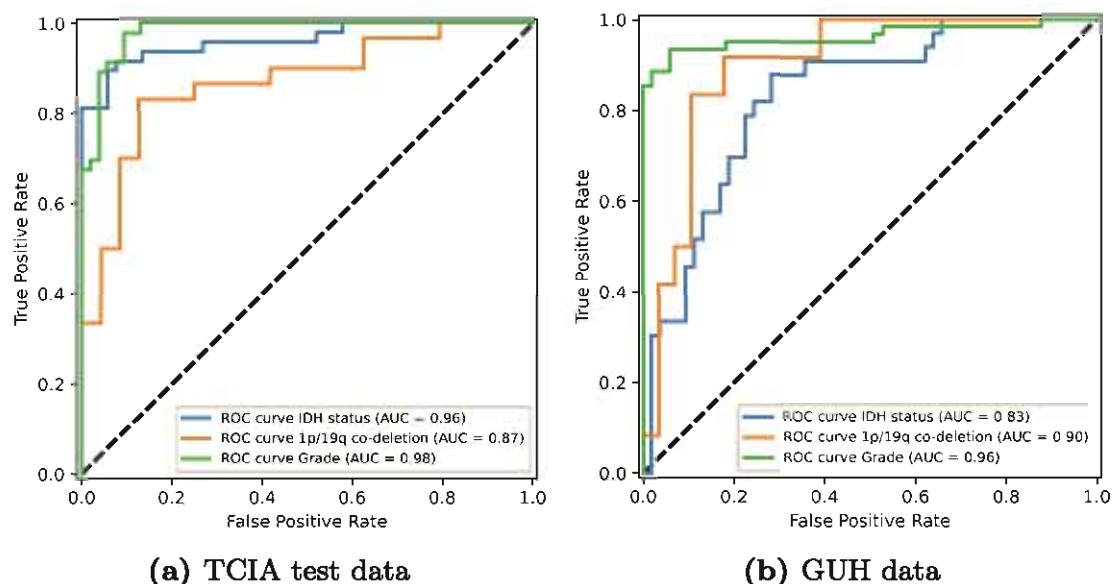 1.0
0.8
0.6
0.4
0.2
0.0
True Positive Rate
ROC curve IDH status (AUC = 0.96)
ROC curve 1p/19q co-deletion (AUC = 0.87)
ROC curve Grade (AUC = 0.98)
0.0 0.2 0.4 0.6 0.8 1.0
False Positive Rate
(a) TCIA test data
1.0
0.8
0.6
0.4
0.2
0.0
True Positive Rate
ROC curve IDH status (AUC = 0 83)
ROC curve 1p/19q co-deletion (AUC = 0 90)
ROC curve Grade (AUC = 0.96)
0.0 0.2 0.4 0.6 0.8 1.0
False Positive Rate
(b) GUH data